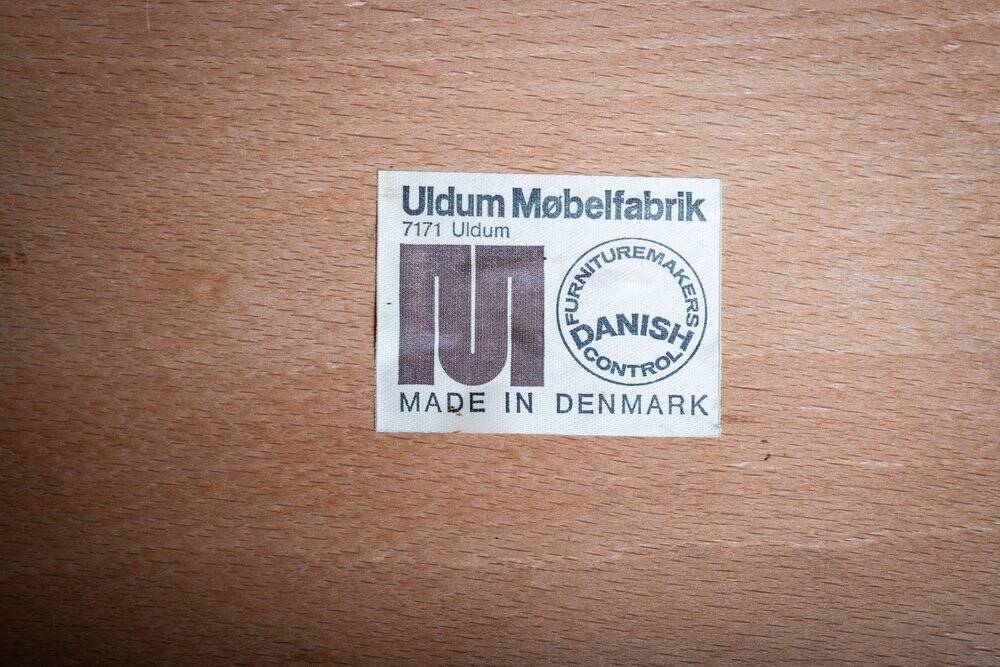 Uldum Møbelfabrik
7171 Uldum
FURNITUREMAKERS
DANISH
CONTROL
MADE IN DENMARK